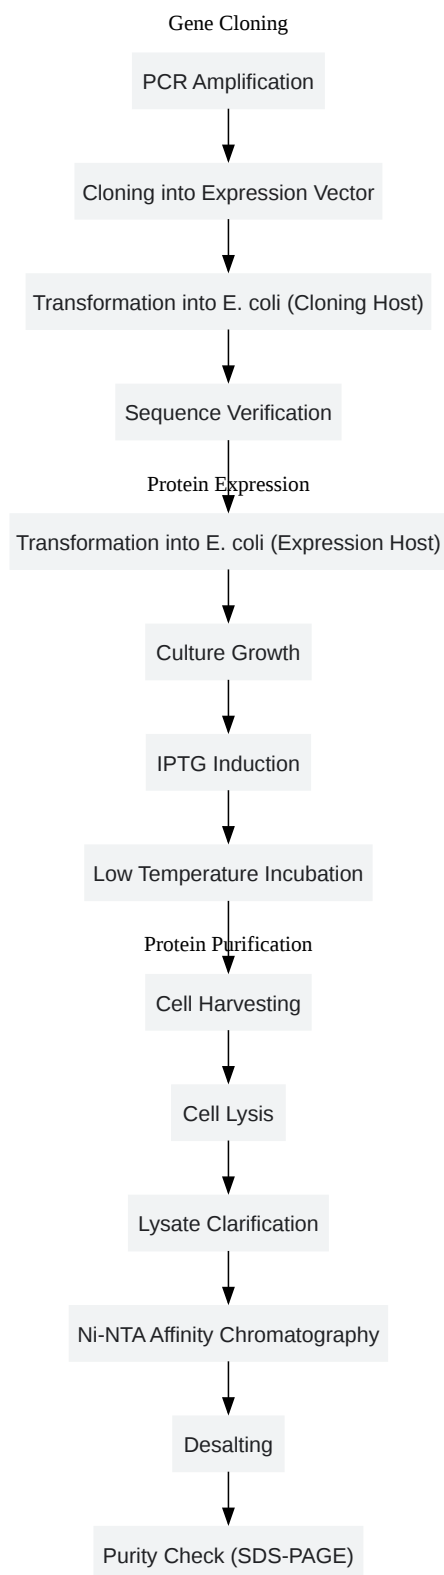 Gene Cloning
PCR Amplification
Cloning into Expression Vector
Transformation into E. coli (Cloning Host)
Sequence Verification
Protein Expression
Transformation into E. coli (Expression Host)
Culture Growth
IPTG Induction
Low Temperature Incubation
Protein Purification
Cell Harvesting
Cell Lysis
Lysate Clarification
Ni-NTA Affinity Chromatography
Desalting
Purity Check (SDS-PAGE)